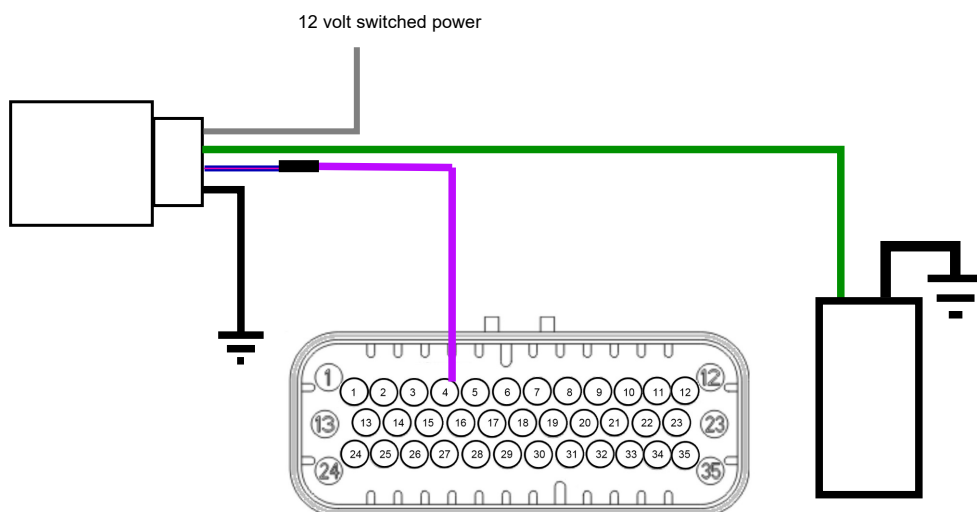 12 volt switched power
1 12
1 2 3 4 5 6 7 8 9 10 11 12
13 13 14 15 16 17 18 19 20 21 22 23 23
24 25 26 27 28 29 30 31 32 33 34 35
24 35